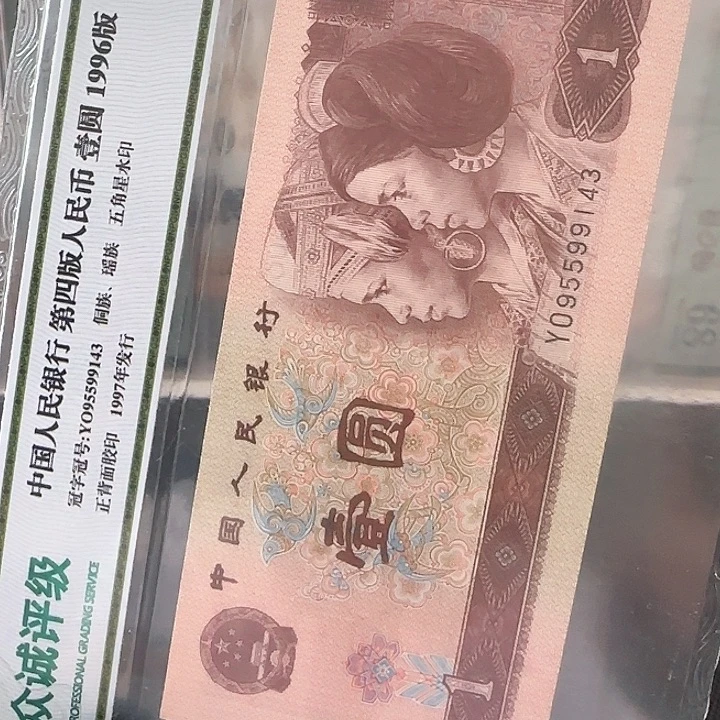 中国人民银行 第四版人民币 壹圆 1996版
冠字冠号:YO95599143 侗族、瑶族 五角星水印
正背面胶印 1997年发行
众诚评级
PROFESSIONAL GRADING SERVICE
中国人民银行
壹圆
YO95599143
1
1